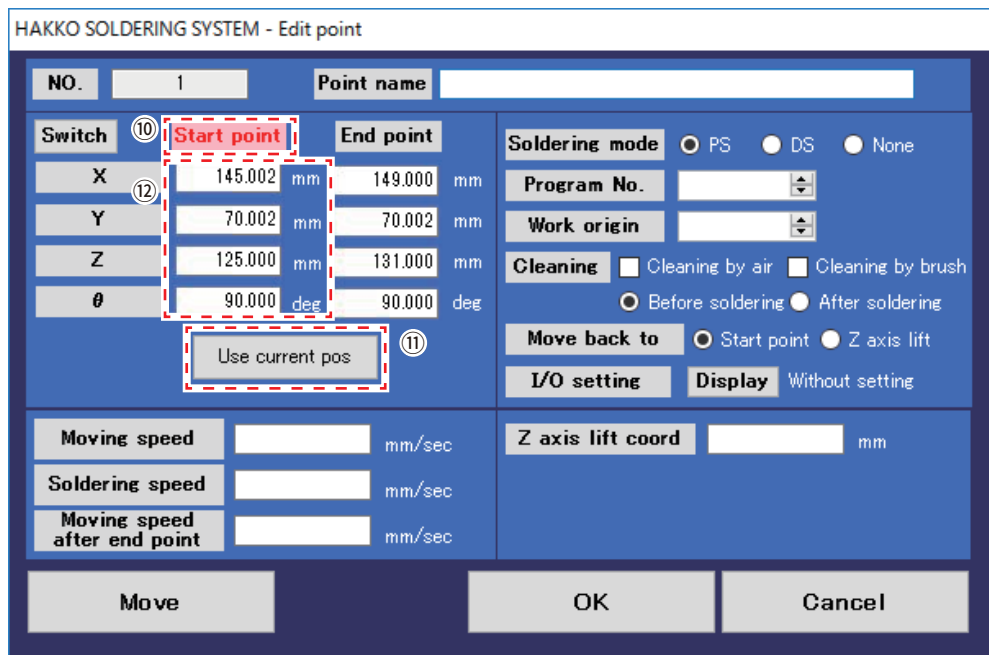 HAKKO SOLDERING SYSTEM - Edit point
NO. 1 Point name
Switch ⑩ Start point End point
X ⑫ 145.002 mm 149.000 mm
Y 70.002 mm 70.002 mm
Z 125.000 mm 131.000 mm
θ 90.000 deg 90.000 deg
Use current pos ⑪
Soldering mode PS DS None
Program No.
Work origin
Cleaning Cleaning by air Cleaning by brush
Before soldering After soldering
Move back to Start point Z axis lift
I/O setting Display Without setting
Moving speed mm/sec
Soldering speed mm/sec
Moving speed
after end point mm/sec
Z axis lift coord mm
Move OK Cancel